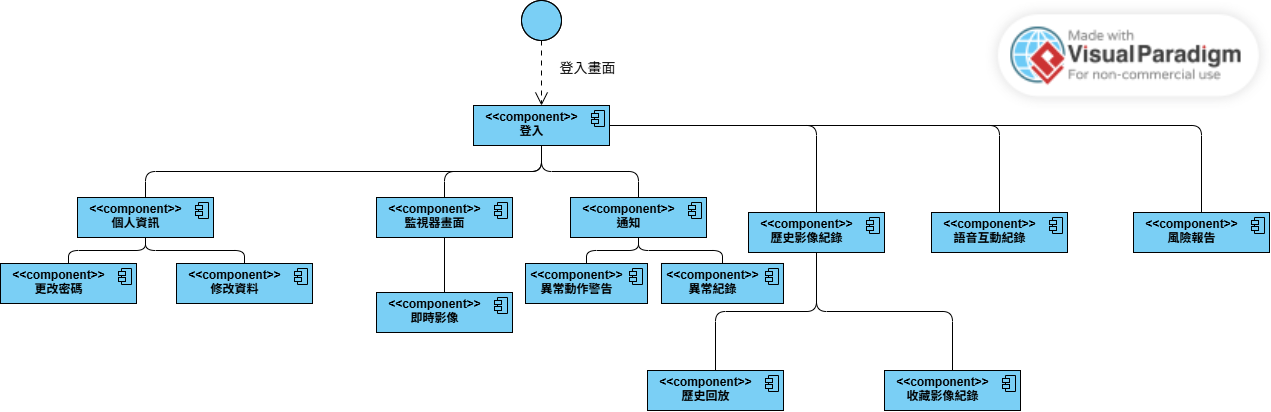 Made with
Visual Paradigm
For non-commercial use
登入畫面
<<component>>
登入
<<component>>
個人資訊
<<component>>
監視器畫面
<<component>>
通知
<<component>>
歷史影像紀錄
<<component>>
語音互動紀錄
<<component>>
風險報告
<<component>>
更改密碼
<<component>>
修改資料
<<component>>
異常動作警告
<<component>>
異常紀錄
<<component>>
即時影像
<<component>>
歷史回放
<<component>>
收藏影像紀錄